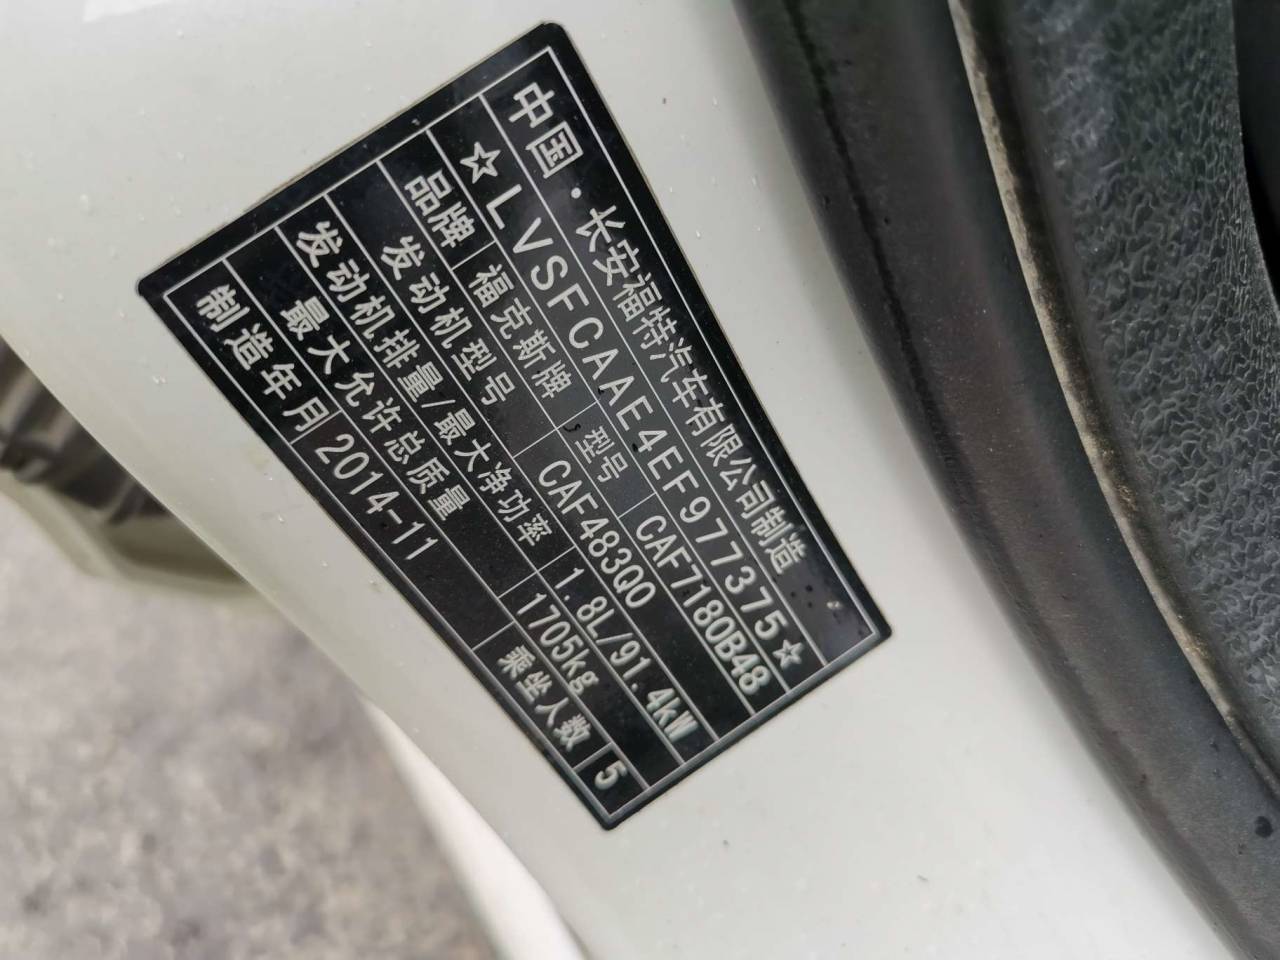 中国·长安福特汽车有限公司制造
☆LVSFCAAE4EF977375☆
品牌 福克斯牌 型号 CAF7180B48
发动机型号 CAF483Q0
发动机排量/最大净功率 1.8L/91.4kW
最大允许总质量 1705kg
制造年月 2014-11 乘坐人数 5